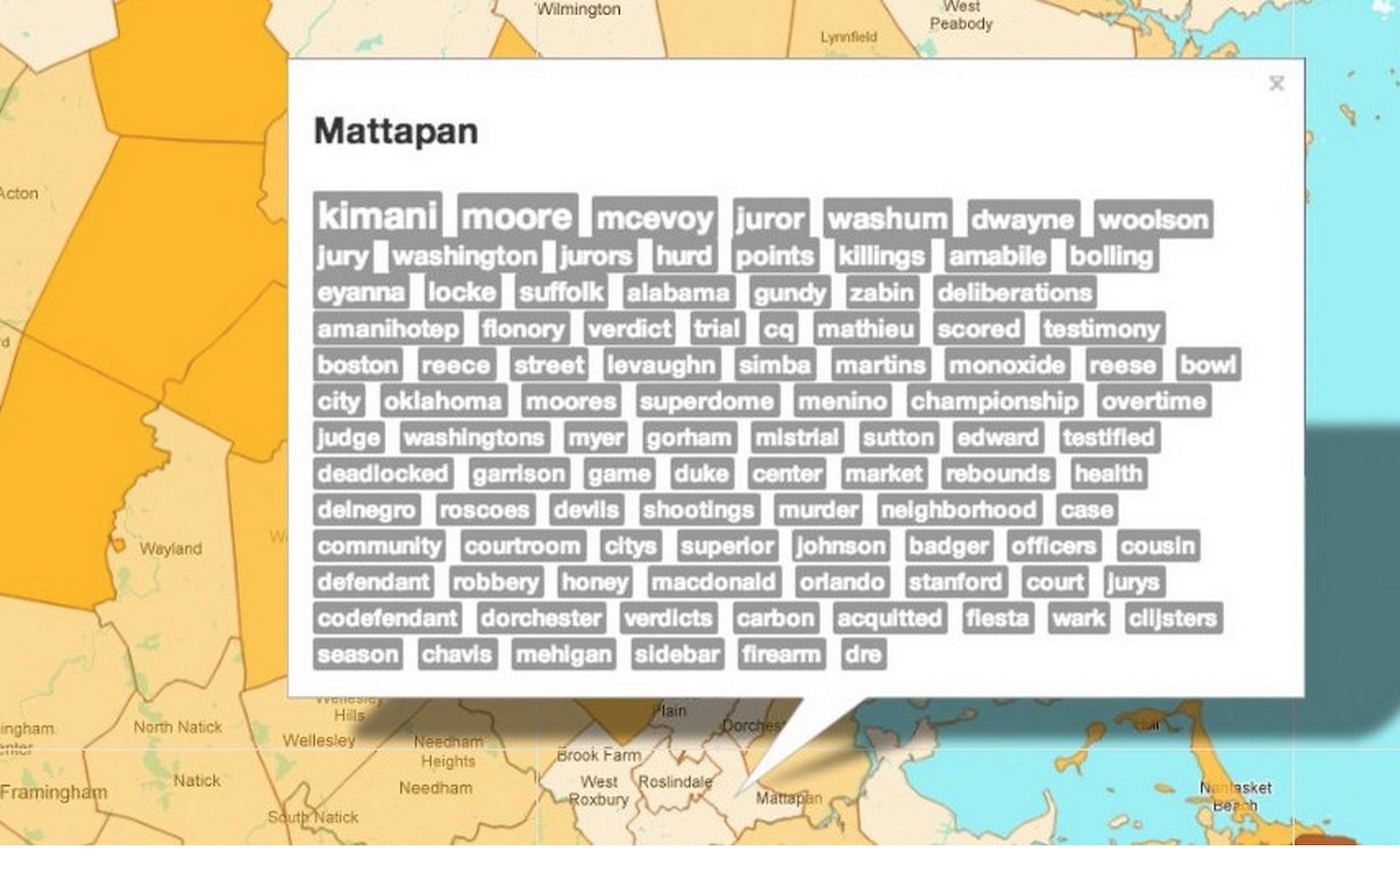 Wilmington
West
Peabody
Lynnfield
Acton
Mattapan
kimani moore mcevoy juror washum dwayne woolson
jury washington jurors hurd points killings amabile bolling
eyanna locke suffolk alabama gundy zabin deliberations
amanihotep flonory verdict trial cq mathieu scored testimony
boston reece street levaughn simba martins monoxide reese bowl
city oklahoma moores superdome menino championship overtime
judge washingtons myer gorham mistrial sutton edward testified
deadlocked garrison game duke center market rebounds health
delnegro roscoes devils shootings murder neighborhood case
community courtroom citys superior johnson badger officers cousin
defendant robbery honey macdonald orlando stanford court jurys
codefendant dorchester verdicts carbon acquitted fiesta wark clijsters
season chavis mehigan sidebar firearm dre
Wayland
Wellesley
Hills
Plain
Dorchest
Hull
ingham
enter
North Natick
Wellesley
Needham
Heights
Brook Farm
West
Roxbury
Roslindale
Mattapan
Framingham
Natick
Needham
South Natick
Nantasket
Beach